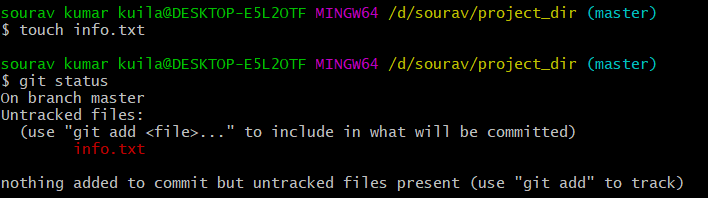 sourav kumar kuila@DESKTOP-E5L2OTF MINGW64 /d/sourav/project_dir (master)
$ touch info.txt
sourav kumar kuila@DESKTOP-E5L2OTF MINGW64 /d/sourav/project_dir (master)
$ git status
On branch master
Untracked files:
  (use "git add <file>..." to include in what will be committed)
        info.txt
nothing added to commit but untracked files present (use "git add" to track)